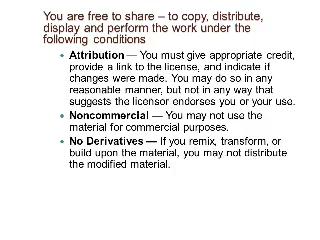 You are free to share – to copy, distribute,
display and perform the work under the
following conditions
• Attribution — You must give appropriate credit,
provide a link to the license, and indicate if
changes were made. You may do so in any
reasonable manner, but not in any way that
suggests the licensor endorses you or your use.
• Noncommercial — You may not use the
material for commercial purposes.
• No Derivatives — If you remix, transform, or
build upon the material, you may not distribute
the modified material.